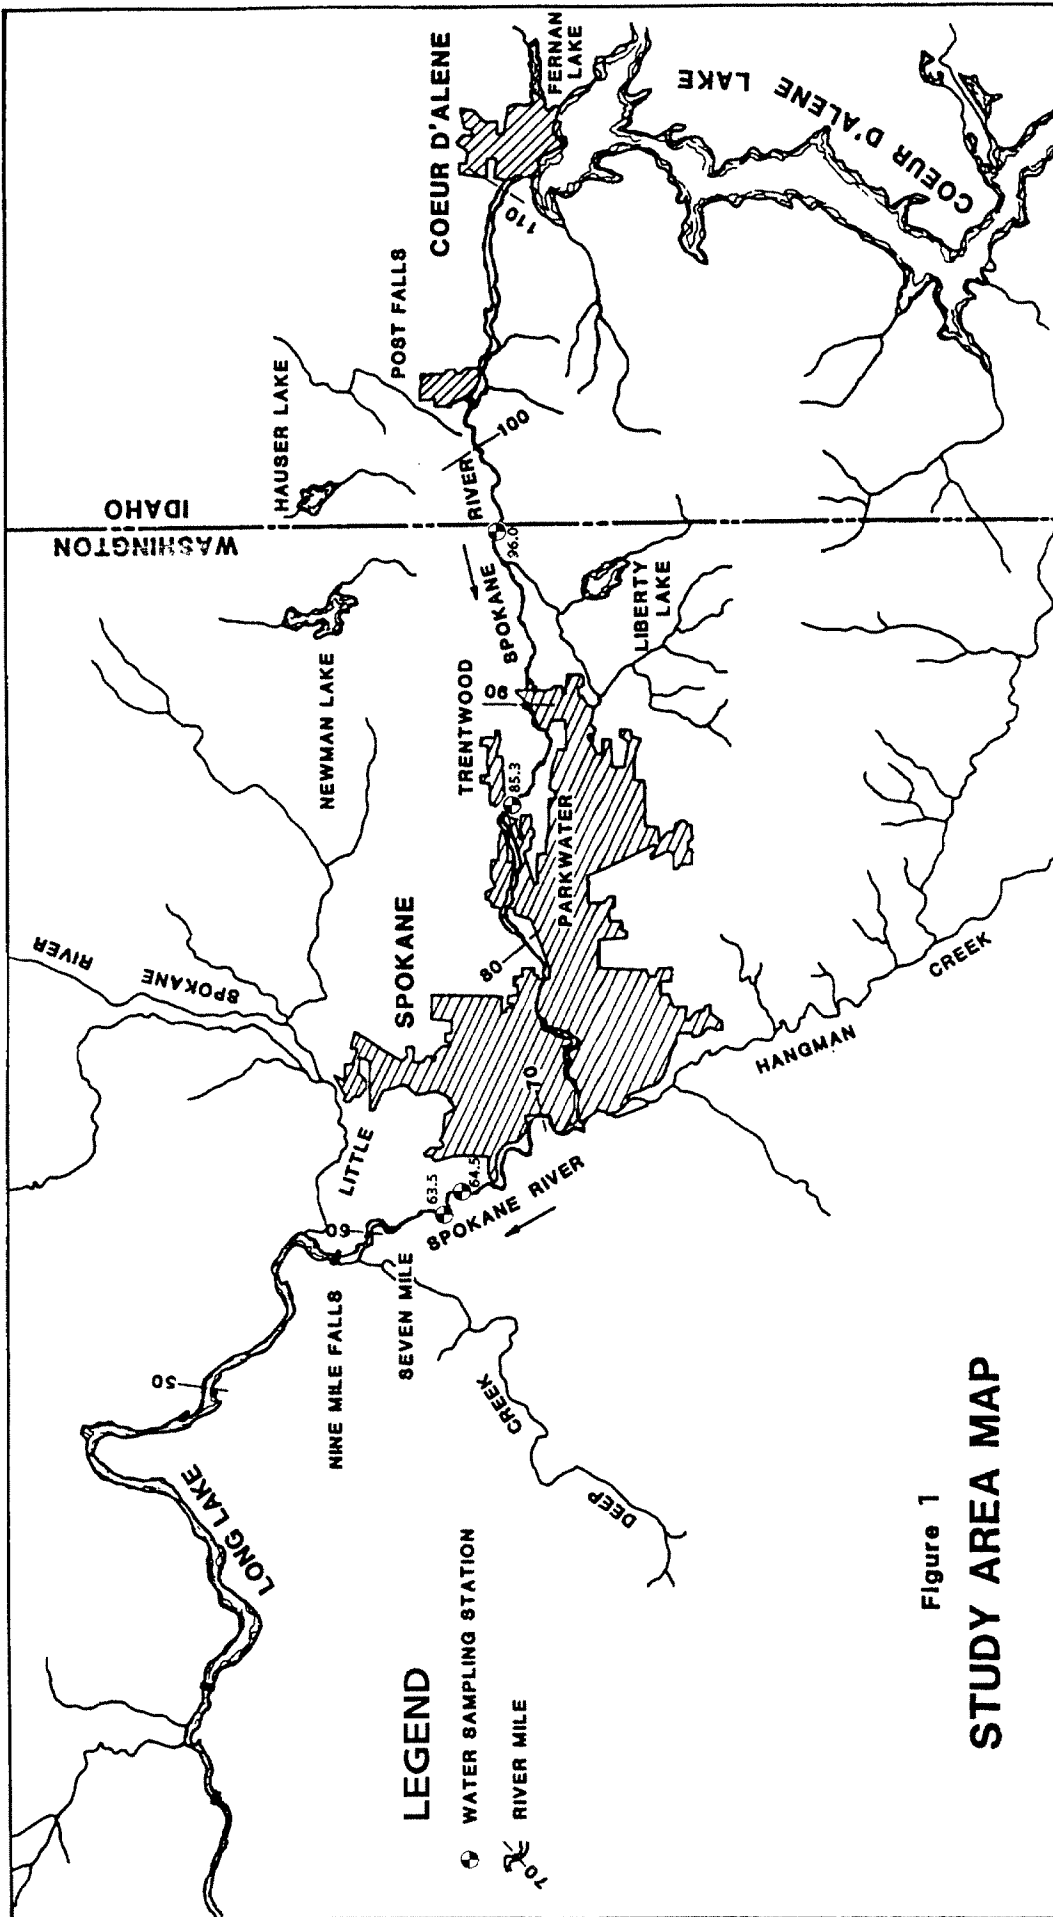 COEUR D'ALENE
FERNAN
LAKE
COEUR D'ALENE LAKE
110
POST FALLS
HAUSER LAKE
100
IDAHO
WASHINGTON
SPOKANE RIVER
96.0
LIBERTY
LAKE
NEWMAN LAKE
TRENTWOOD
90
85.3
PARKWATER
SPOKANE
80
LITTLE SPOKANE RIVER
HANGMAN CREEK
70
64.5
63.5
SPOKANE RIVER
60
SEVEN MILE
NINE MILE FALLS
DEEP CREEK
50
LONG LAKE
LEGEND
WATER SAMPLING STATION
70 RIVER MILE
Figure 1
STUDY AREA MAP